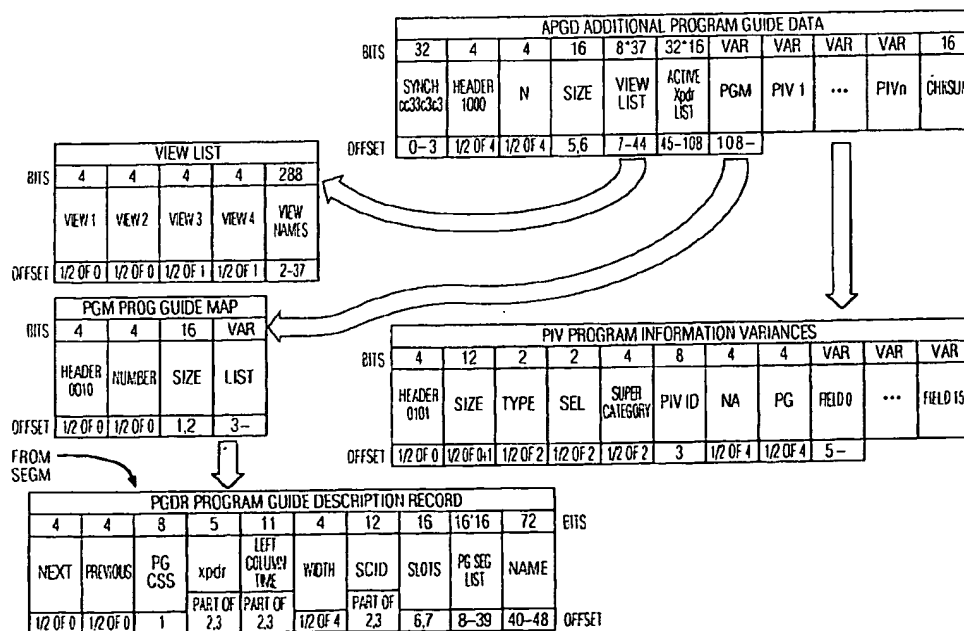 APGD ADDITIONAL PROGRAM GUIDE DATA
BITS 32 4 4 16 8*37 32*16 VAR VAR VAR VAR 16
SYNCH cc33c3c3 HEADER 1000 N SIZE VIEW LIST ACTIVE Xpdr LIST PGM PIV 1 ... PIVn CHKSUM
OFFSET 0-3 1/2 OF 4 1/2 OF 4 5,6 7-44 45-108 108-
VIEW LIST
BITS 4 4 4 4 288
VIEW 1 VIEW 2 VIEW 3 VIEW 4 VIEW NAMES
OFFSET 1/2 OF 0 1/2 OF 0 1/2 OF 1 1/2 OF 1 2-37
PGM PROG GUIDE MAP
BITS 4 4 16 VAR
HEADER 0010 NUMBER SIZE LIST
OFFSET 1/2 OF 0 1/2 OF 0 1,2 3-
PIV PROGRAM INFORMATION VARIANCES
BITS 4 12 2 2 4 8 4 4 VAR VAR VAR
HEADER 0101 SIZE TYPE SEL SUPER CATEGORY PIV ID NA PG FIELD 0 ... FIELD 15
OFFSET 1/2 OF 0 1/2 OF 0+1 1/2 OF 2 1/2 OF 2 1/2 OF 2 3 1/2 OF 4 1/2 OF 4 5-
FROM
SEGM
PGDR PROGRAM GUIDE DESCRIPTION RECORD
4 4 8 5 11 4 12 16 16*16 72 BITS
NEXT PREVIOUS PG CSS xpdr LEFT COLUMN TIME WIDTH SCID SLOTS PG SEG LIST NAME
1/2 OF 0 1/2 OF 0 1 PART OF 2,3 PART OF 2,3 1/2 OF 4 PART OF 2,3 6,7 8-39 40-48 OFFSET